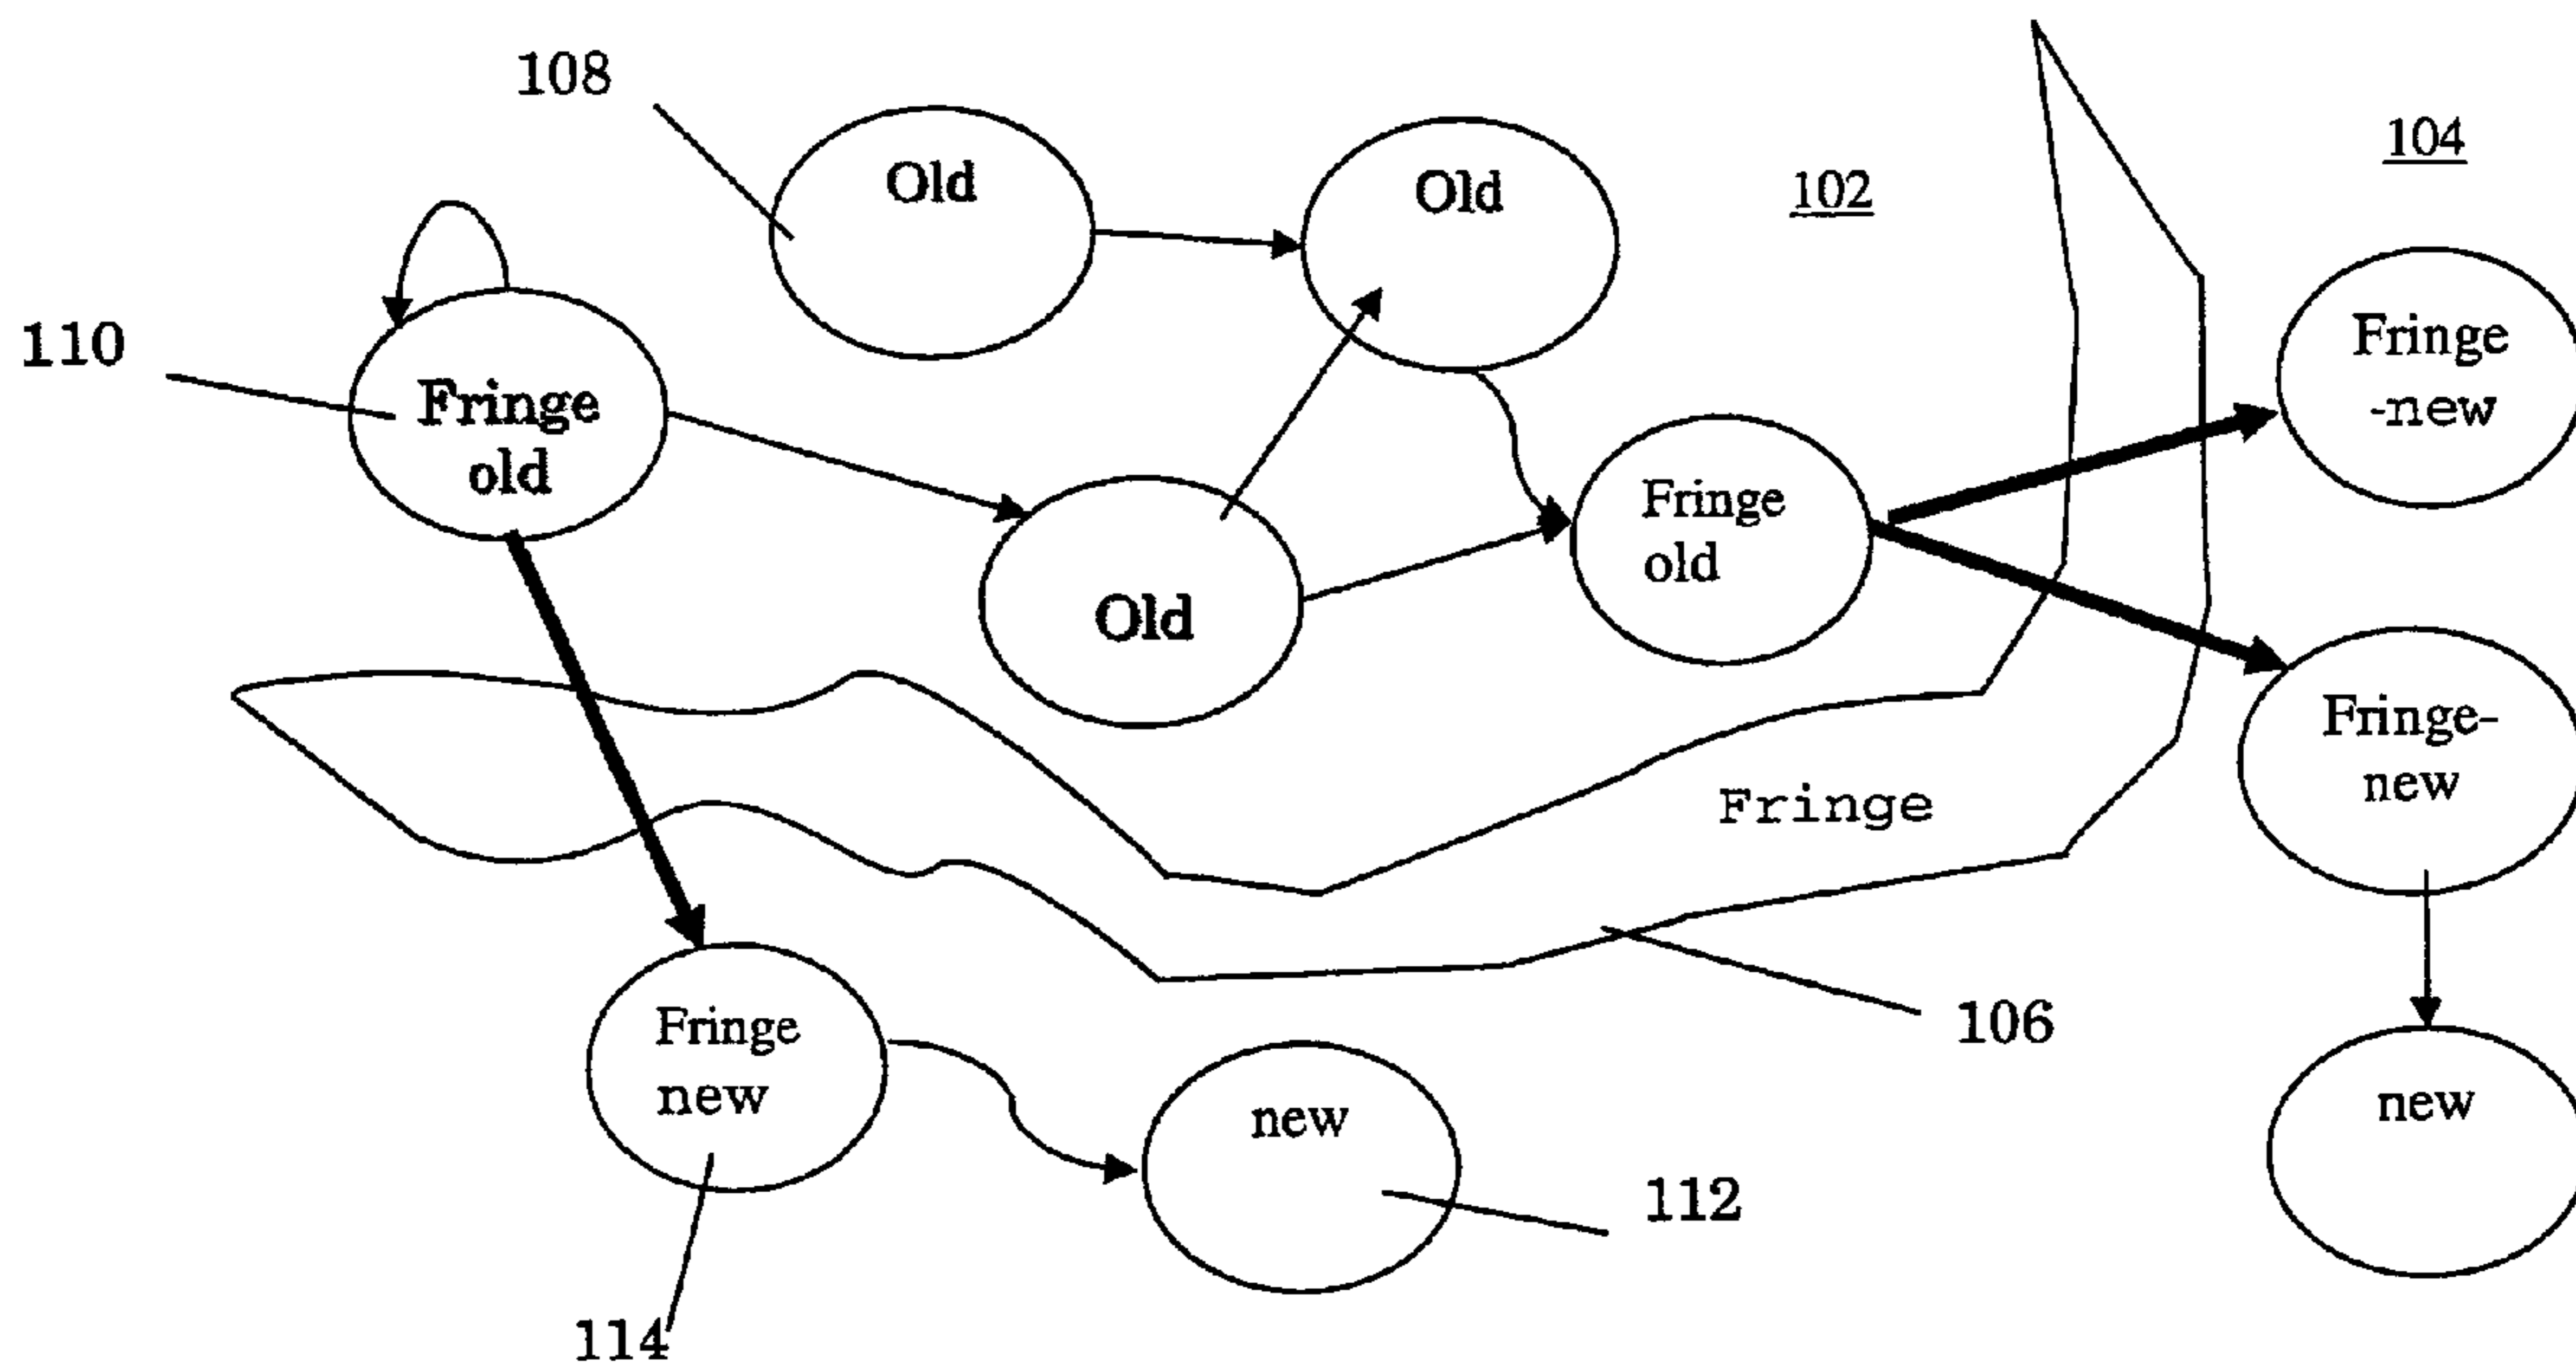 108
Old
Old
102
104
110
Fringe
old
Fringe
-new
Fringe
old
Old
Fringe-
new
Fringe
106
Fringe
new
new
new
112
114